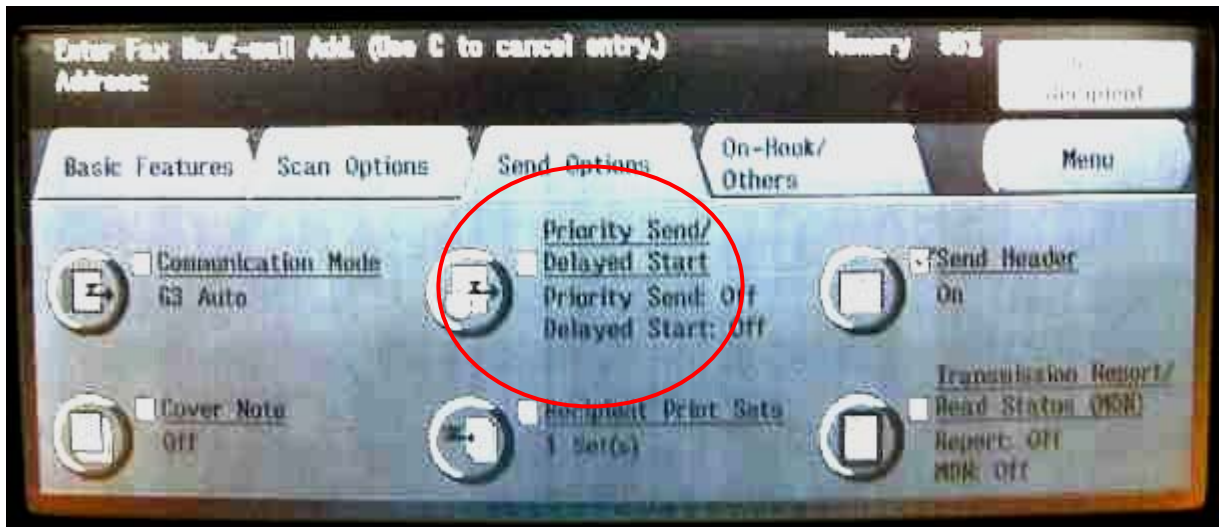 Enter Fax No./E-mail Add. (Use C to cancel entry.)
Memory
Address:
Recipient
Basic Features
Scan Options
Send Options
On-Hook/
Others
Menu
Communication Mode
G3 Auto
Priority Send/
Delayed Start
Priority Send: Off
Delayed Start: Off
Send Header
On
Cover Note
Off
Recipient Print Sets
1 Set(s)
Transmission Report/
Read Status (MDN)
Report: Off
MDN: Off